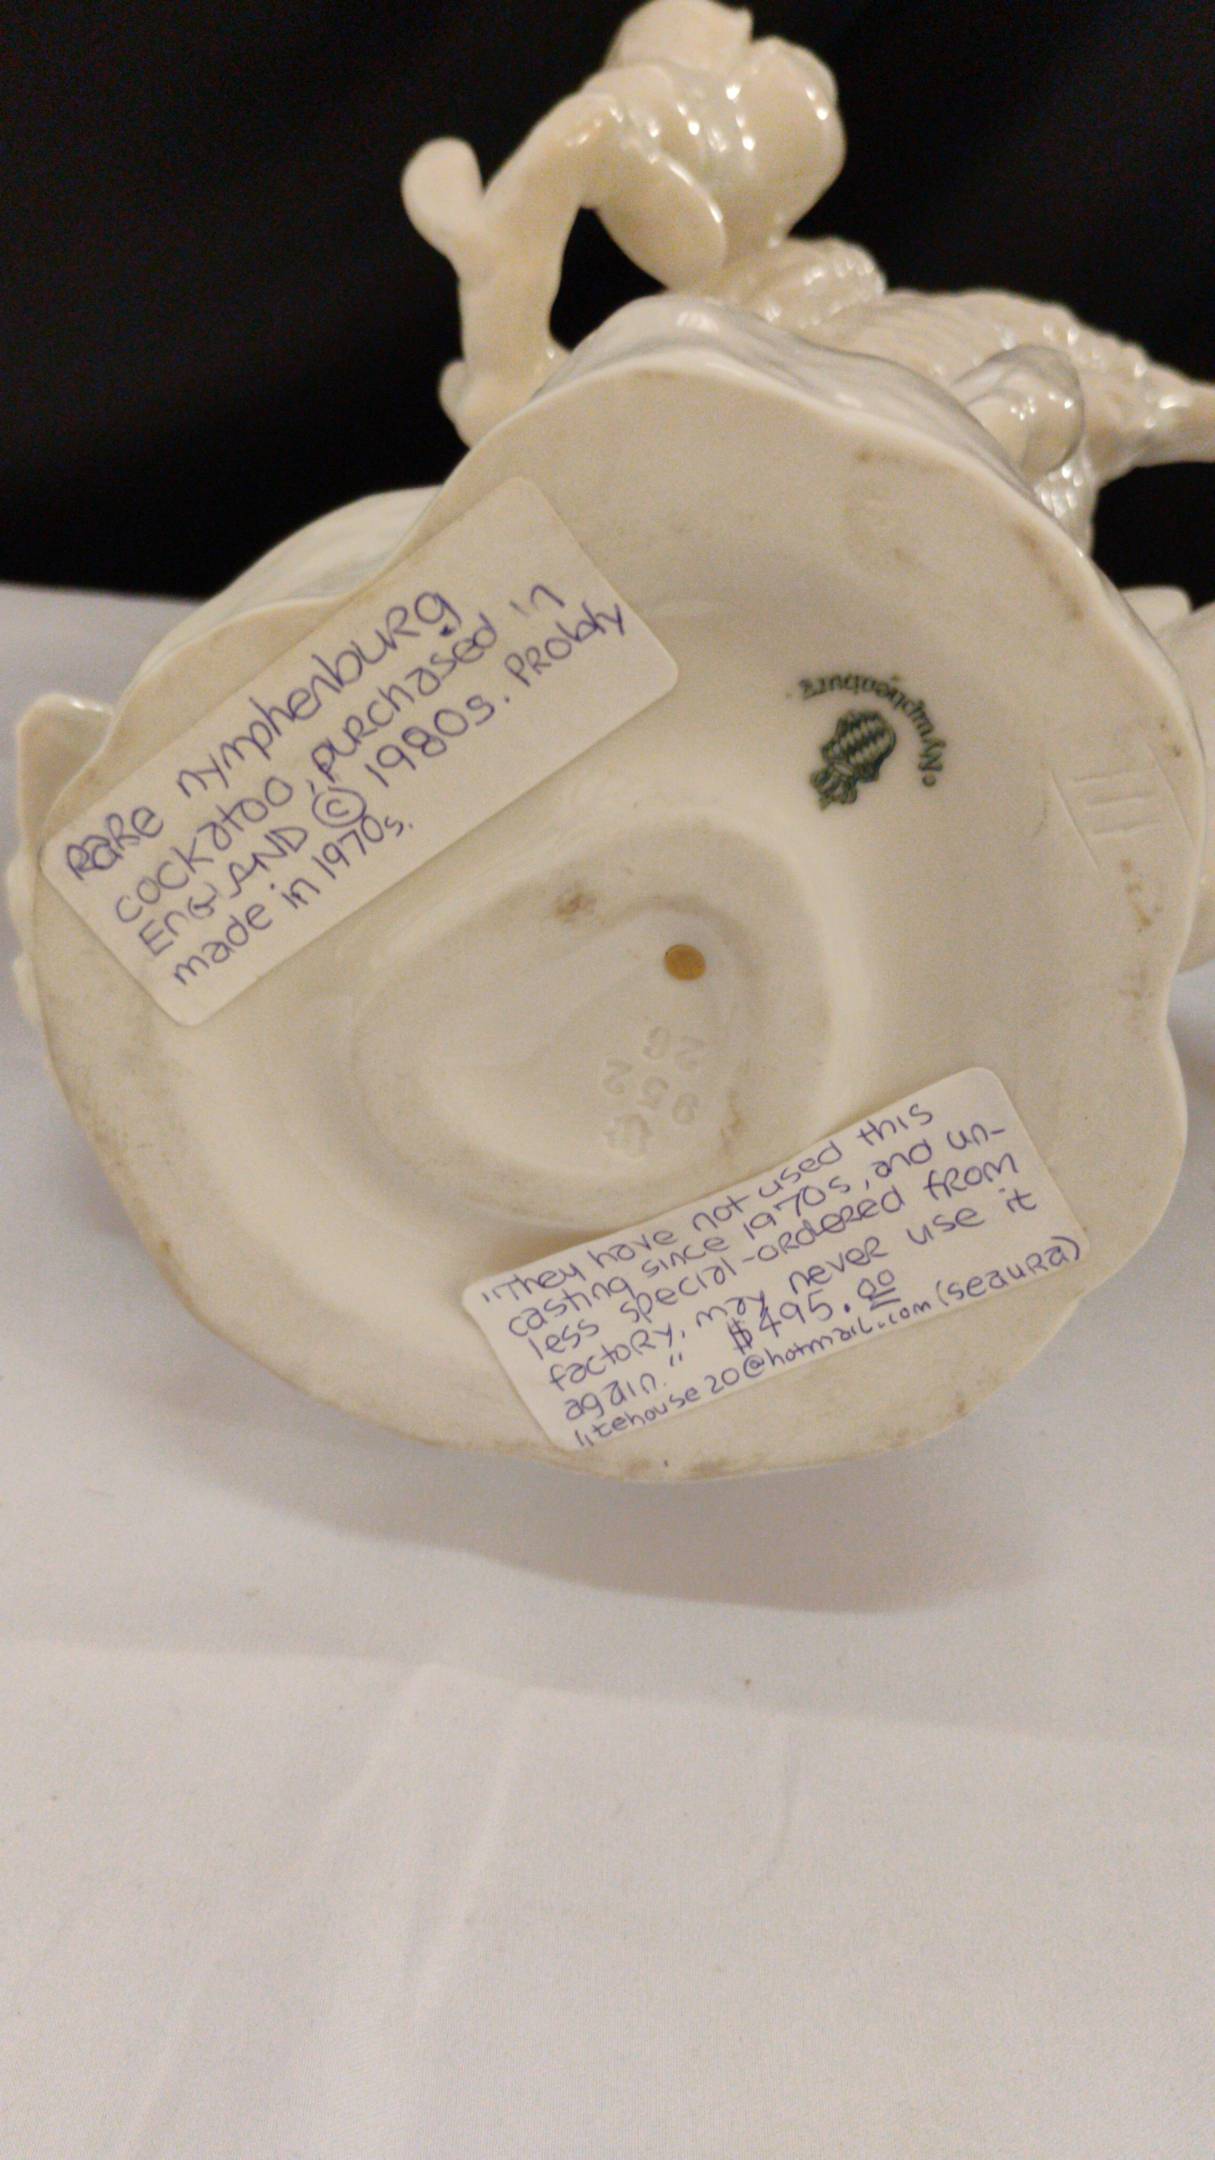 RARE nymphenburg
cockatoo, purchased in
EnGLAND © 1980s. PRobbly
made in 1970s.
Nymphenburg
26
952
"They have not used this
casting since 1970s, and un-
less special-ordered from
factory, may never use it
again." $495.00
litehouse20@hotmail.com (seaura)